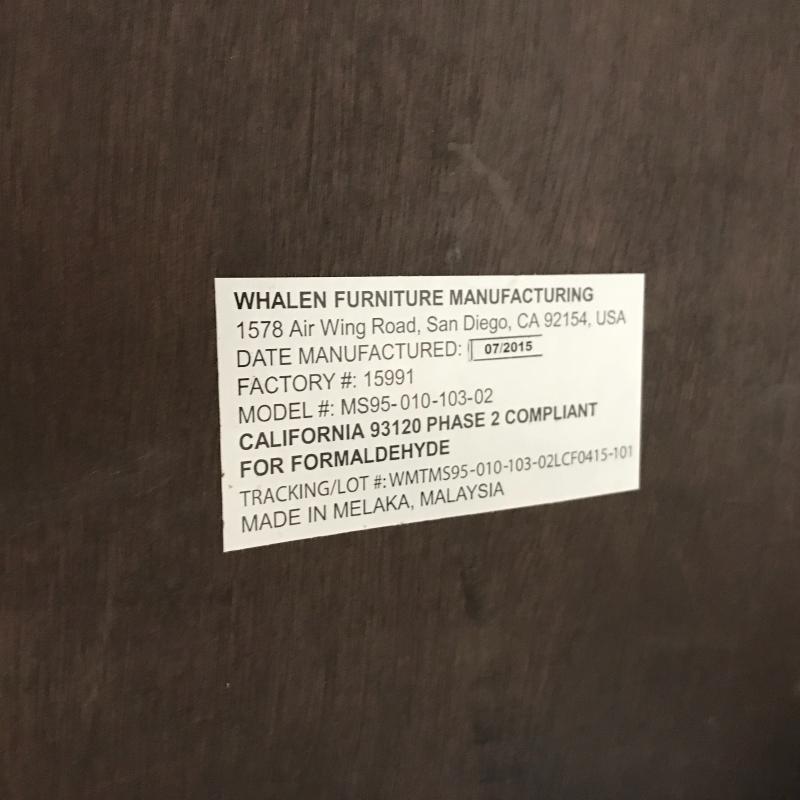 WHALEN FURNITURE MANUFACTURING
1578 Air Wing Road, San Diego, CA 92154, USA
DATE MANUFACTURED: 07/2015
FACTORY #: 15991
MODEL #: MS95-010-103-02
CALIFORNIA 93120 PHASE 2 COMPLIANT
FOR FORMALDEHYDE
TRACKING/LOT #:WMTMS95-010-103-02LCF0415-101
MADE IN MELAKA, MALAYSIA